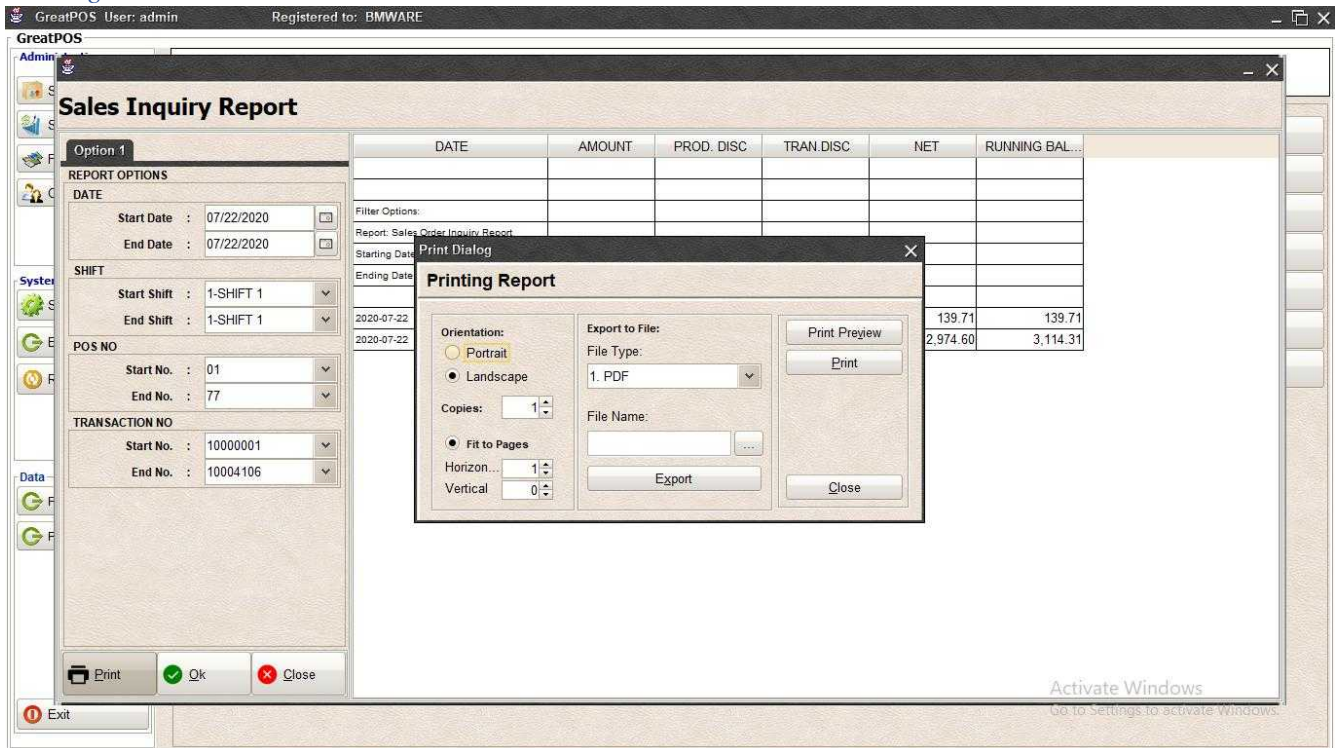 GreatPOS User: admin Registered to: BMWARE
GreatPOS
Sales Inquiry Report
Option 1
REPORT OPTIONS
DATE
Start Date : 07/22/2020
End Date : 07/22/2020
SHIFT
Start Shift : 1-SHIFT 1
End Shift : 1-SHIFT 1
POS NO
Start No. : 01
End No. : 77
TRANSACTION NO
Start No. : 10000001
End No. : 10004106
Print Ok Close
DATE AMOUNT PROD. DISC TRAN.DISC NET RUNNING BAL...
Filter Options:
Report: Sales Order Inquiry Report
Starting Date
Ending Date
2020-07-22 139.71 139.71
2020-07-22 2,974.60 3,114.31
Print Dialog
Printing Report
Orientation:
Portrait
Landscape
Copies: 1
Fit to Pages
Horizon... 1
Vertical 0
Export to File:
File Type:
1. PDF
File Name:
...
Export
Print Preview
Print
Close
Data
Exit
Activate Windows
Go to Settings to activate Windows.